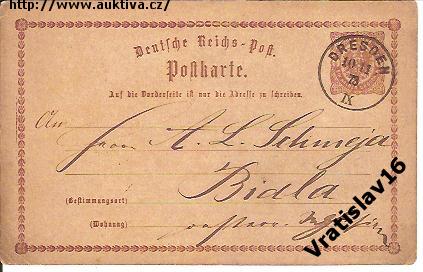 http://www.auktiva.cz/
Deutsche Reichs-Post.
Postkarte.
Auf die Vorderseite ist nur die Adresse zu schreiben.
DRESDEN
IX
An
Herrn A. L.
Bidla
(Bestimmungsort)
(Wohnung)
Vratislav16